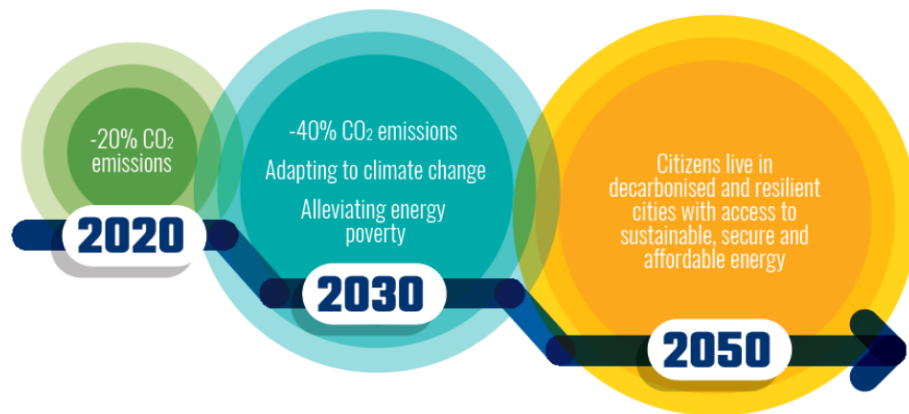 -20% CO₂
emissions
2020
-40% CO₂ emissions
Adapting to climate change
Alleviating energy
poverty
2030
Citizens live in
decarbonised and resilient
cities with access to
sustainable, secure and
affordable energy
2050